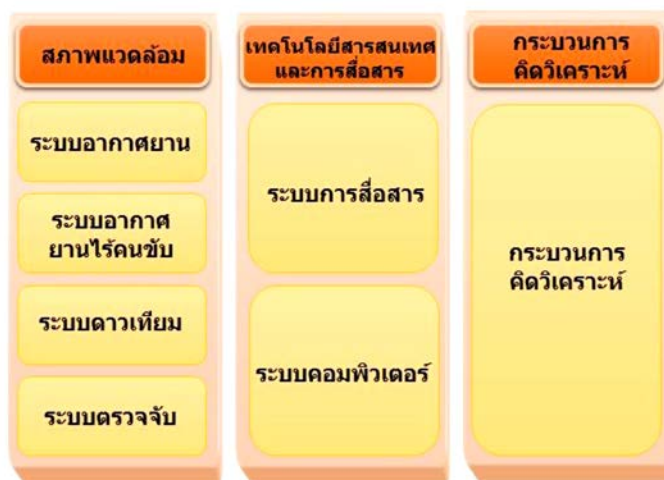 สภาพแวดล้อม
ระบบอากาศยาน
ระบบอากาศ
ยานไร้คนขับ
ระบบดาวเทียม
ระบบตรวจจับ
เทคโนโลยีสารสนเทศ
และการสื่อสาร
ระบบการสื่อสาร
ระบบคอมพิวเตอร์
กระบวนการ
คิดวิเคราะห์
กระบวนการ
คิดวิเคราะห์